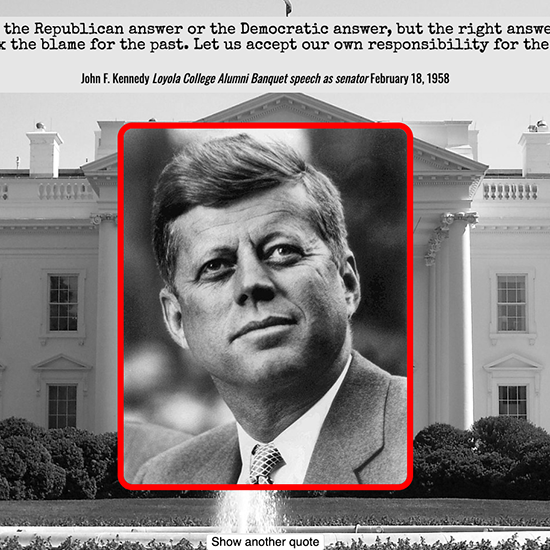 the Republican answer or the Democratic answer, but the right answe
the blame for the past. Let us accept our own responsibility for the
John F. Kennedy Loyola College Alumni Banquet speech as senator February 18, 1958
Show another quote